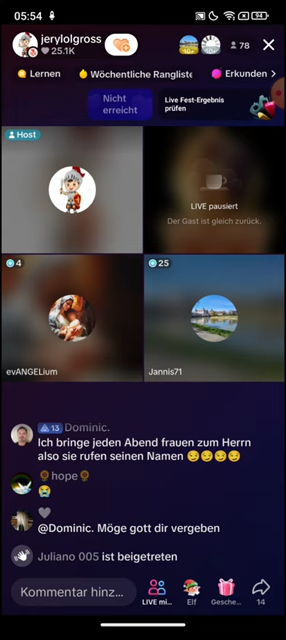 05:54
94
jerylolgross
25.1K
78
Lernen
Wöchentliche Rangliste
Erkunden
Nicht
erreicht
Live Fest-Ergebnis
prüfen
Host
LIVE pausiert
Der Gast ist gleich zurück.
4
25
evANGELium
Jannis71
13 Dominic.
Ich bringe jeden Abend frauen zum Herrn
also sie rufen seinen Namen 😏😏😏😏
🌻hope🌻
😭
🩶
@Dominic. Möge gott dir vergeben
Juliano 005 ist beigetreten
Kommentar hinz...
LIVE mi...
Elf
Gesche...
14